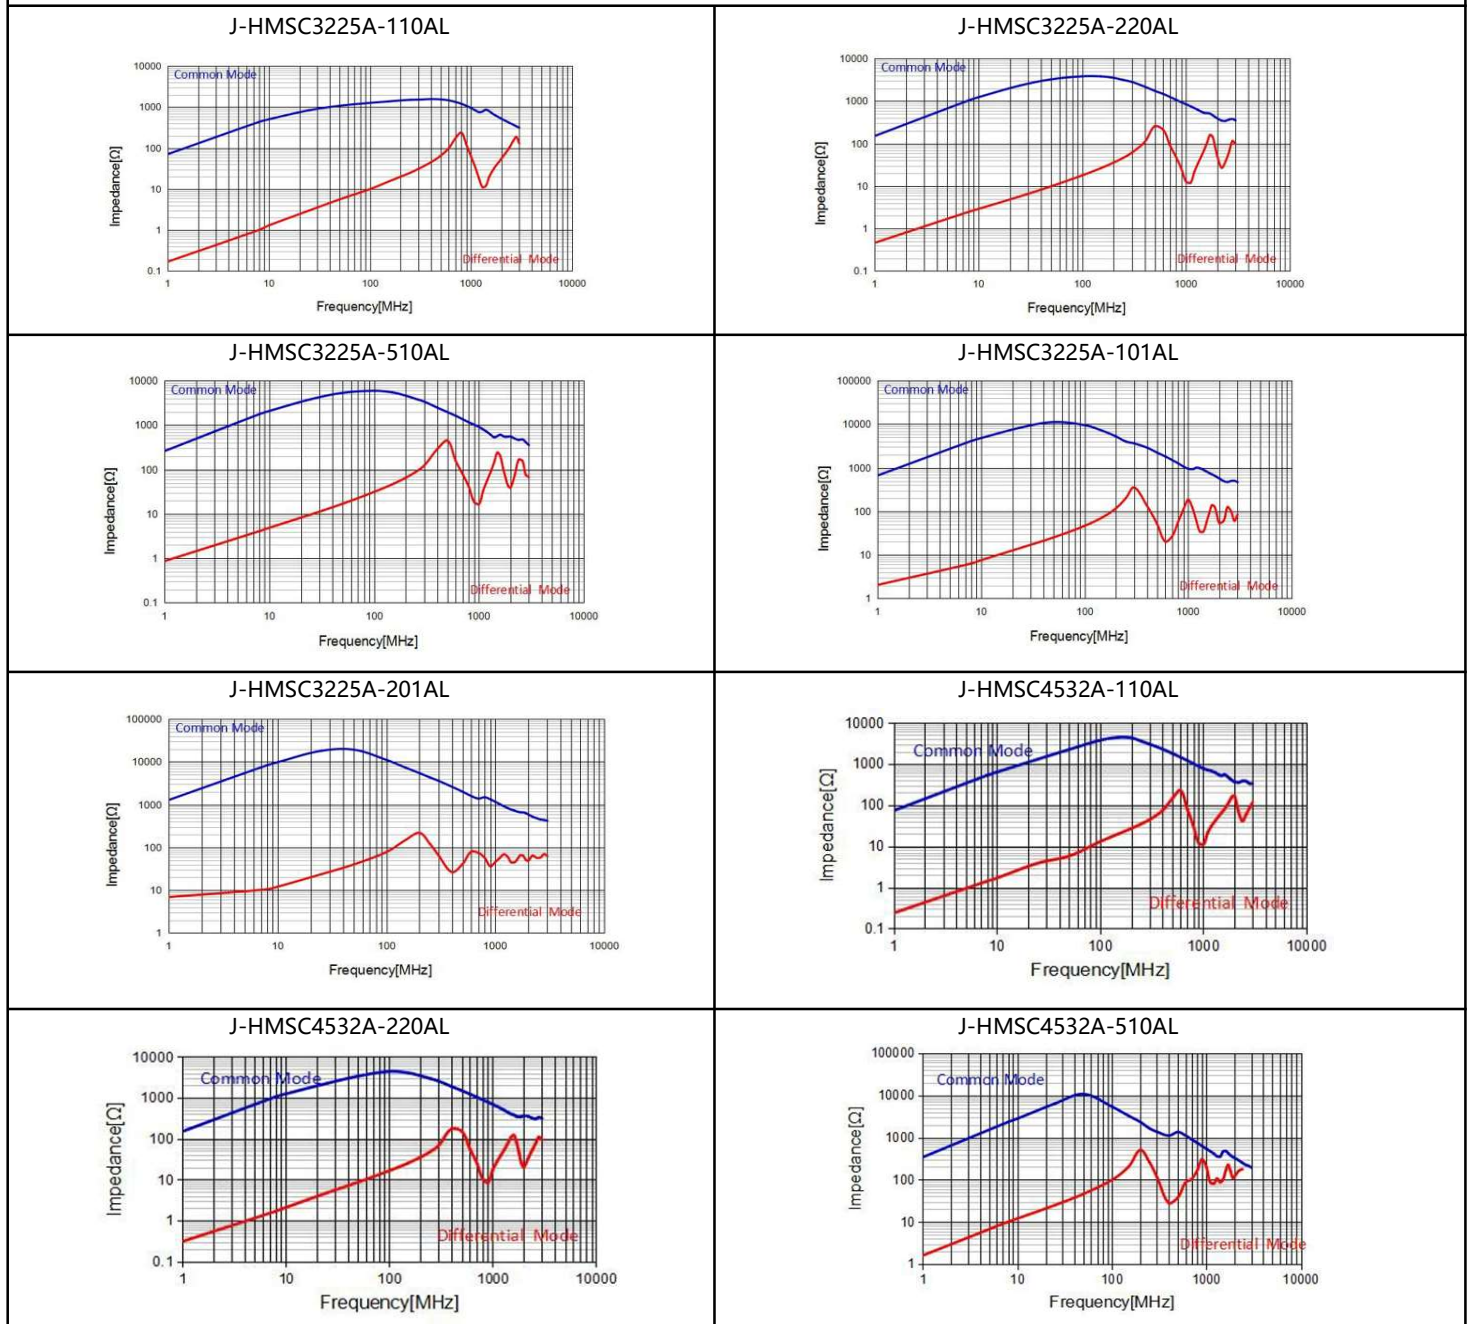 J-HMSC3225A-110AL
10000
Common Mode
1000
100
10
1
0.1
Impedance[Ω]
Differential Mode
1 10 100 1000 10000
Frequency[MHz]
J-HMSC3225A-220AL
10000
Common Mode
1000
100
10
1
0.1
Impedance[Ω]
Differential Mode
1 10 100 1000 10000
Frequency[MHz]
J-HMSC3225A-510AL
10000
Common Mode
1000
100
10
1
0.1
Impedance[Ω]
Differential Mode
1 10 100 1000 10000
Frequency[MHz]
J-HMSC3225A-101AL
100000
Common Mode
10000
1000
100
10
1
Impedance[Ω]
Differential Mode
1 10 100 1000 10000
Frequency[MHz]
J-HMSC3225A-201AL
100000
Common Mode
10000
1000
100
10
1
Impedance[Ω]
Differential Mode
1 10 100 1000 10000
Frequency[MHz]
J-HMSC4532A-110AL
10000
Common Mode
1000
100
10
1
0.1
Impedance[Ω]
Differential Mode
1 10 100 1000 10000
Frequency[MHz]
J-HMSC4532A-220AL
10000
Common Mode
1000
100
10
1
0.1
Impedance[Ω]
Differential Mode
1 10 100 1000 10000
Frequency[MHz]
J-HMSC4532A-510AL
100000
Common Mode
10000
1000
100
10
1
Impedance[Ω]
Differential Mode
1 10 100 1000 10000
Frequency[MHz]